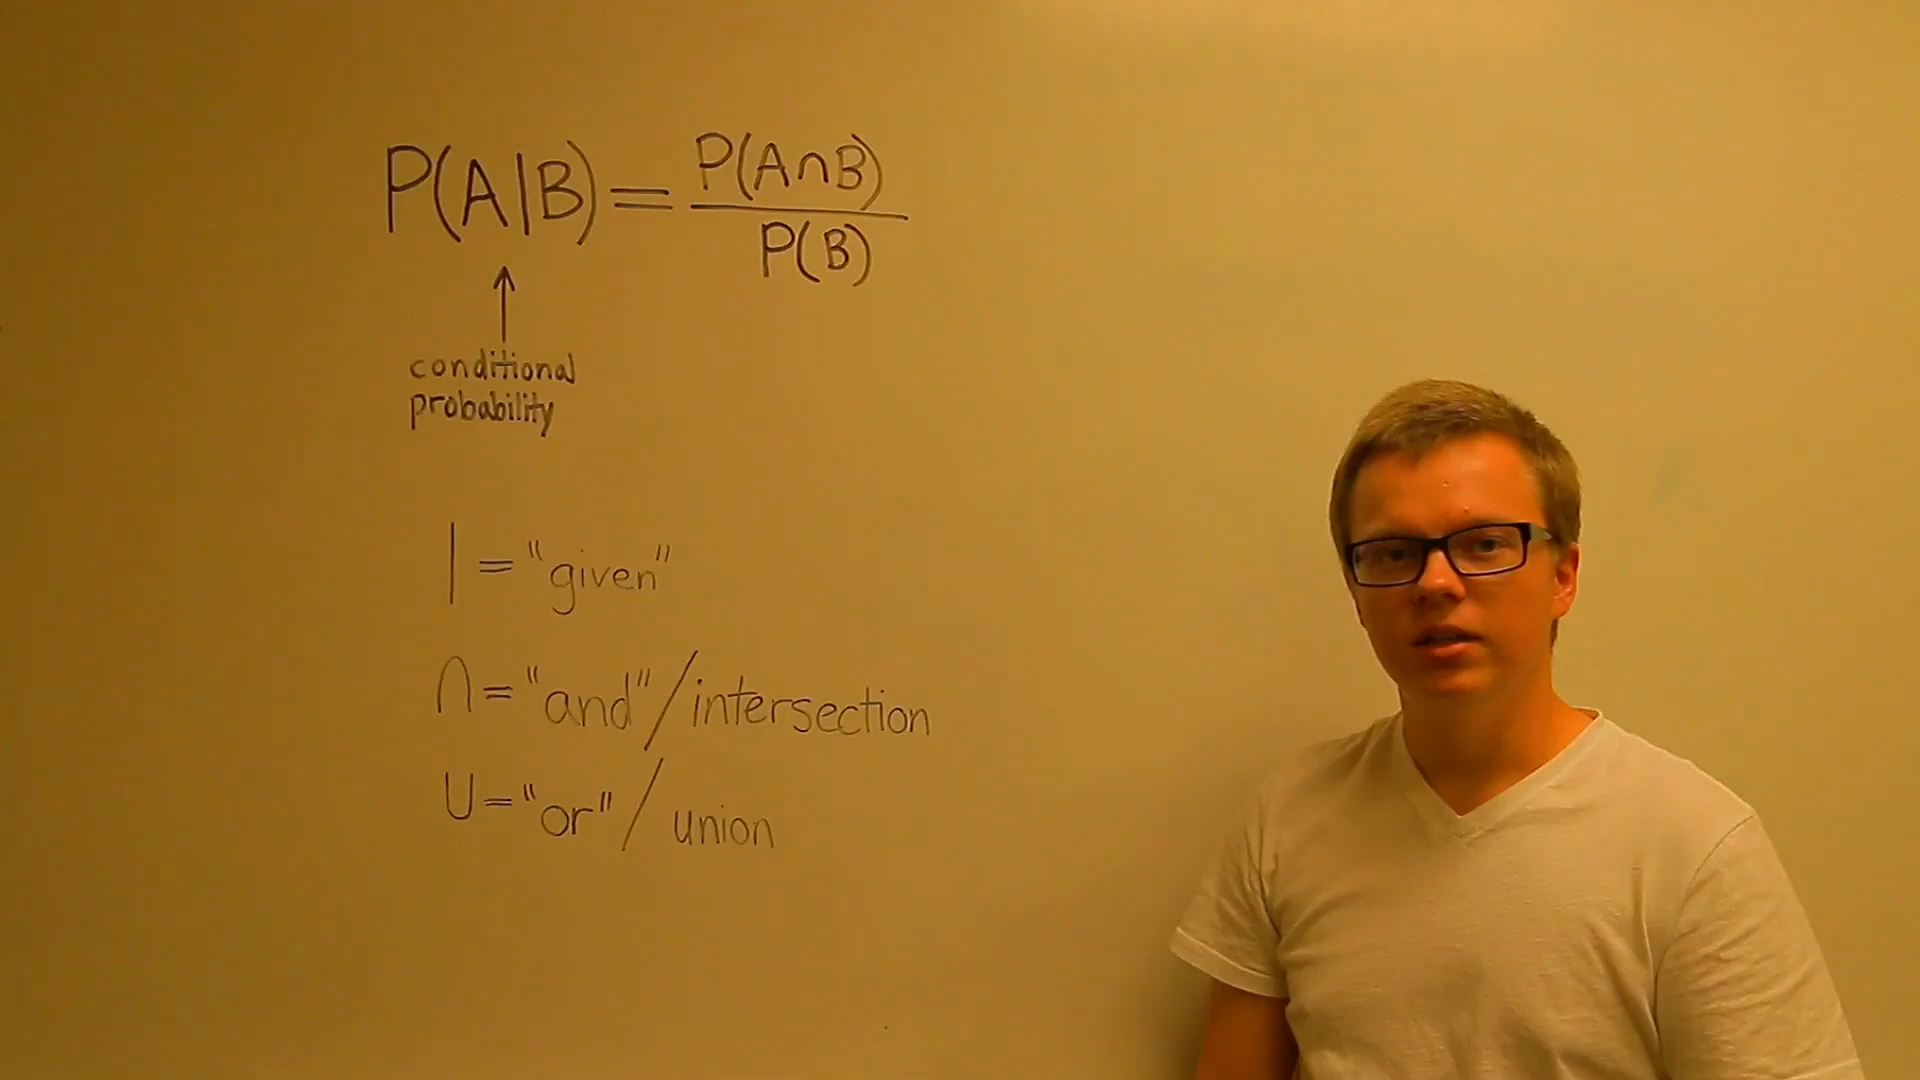 P(A|B) = P(A∩B)
P(B)
↑
conditional
probability
| = "given"
∩ = "and" / intersection
∪ = "or" / union